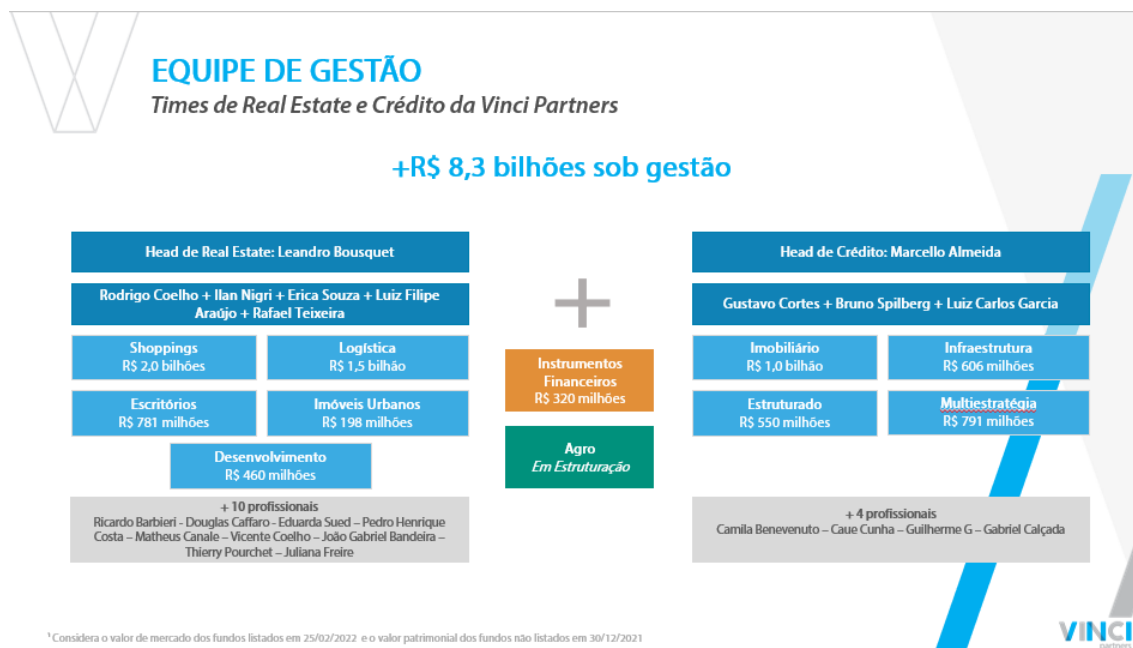 EQUIPE DE GESTÃO
Times de Real Estate e Crédito da Vinci Partners
+R$ 8,3 bilhões sob gestão
Head de Real Estate: Leandro Bousquet
Rodrigo Coelho + Ilan Nigri + Erica Souza + Luiz Filipe
Araújo + Rafael Teixeira
Shoppings
R$ 2,0 bilhões
Logística
R$ 1,5 bilhão
Escritórios
R$ 781 milhões
Imóveis Urbanos
R$ 198 milhões
Desenvolvimento
R$ 460 milhões
+ 10 profissionais
Ricardo Barbieri - Douglas Caffaro - Eduarda Sued – Pedro Henrique
Costa – Matheus Canale – Vicente Coelho – João Gabriel Bandeira –
Thierry Pourchet – Juliana Freire
+
Instrumentos
Financeiros
R$ 320 milhões
Agro
Em Estruturação
Head de Crédito: Marcello Almeida
Gustavo Cortes + Bruno Spilberg + Luiz Carlos Garcia
Imobiliário
R$ 1,0 bilhão
Infraestrutura
R$ 606 milhões
Estruturado
R$ 550 milhões
Multiestratégia
R$ 791 milhões
+ 4 profissionais
Camila Benevenuto – Caue Cunha – Guilherme G – Gabriel Calçada
¹ Considera o valor de mercado dos fundos listados em 25/02/2022 e o valor patrimonial dos fundos não listados em 30/12/2021
VINCI
partners